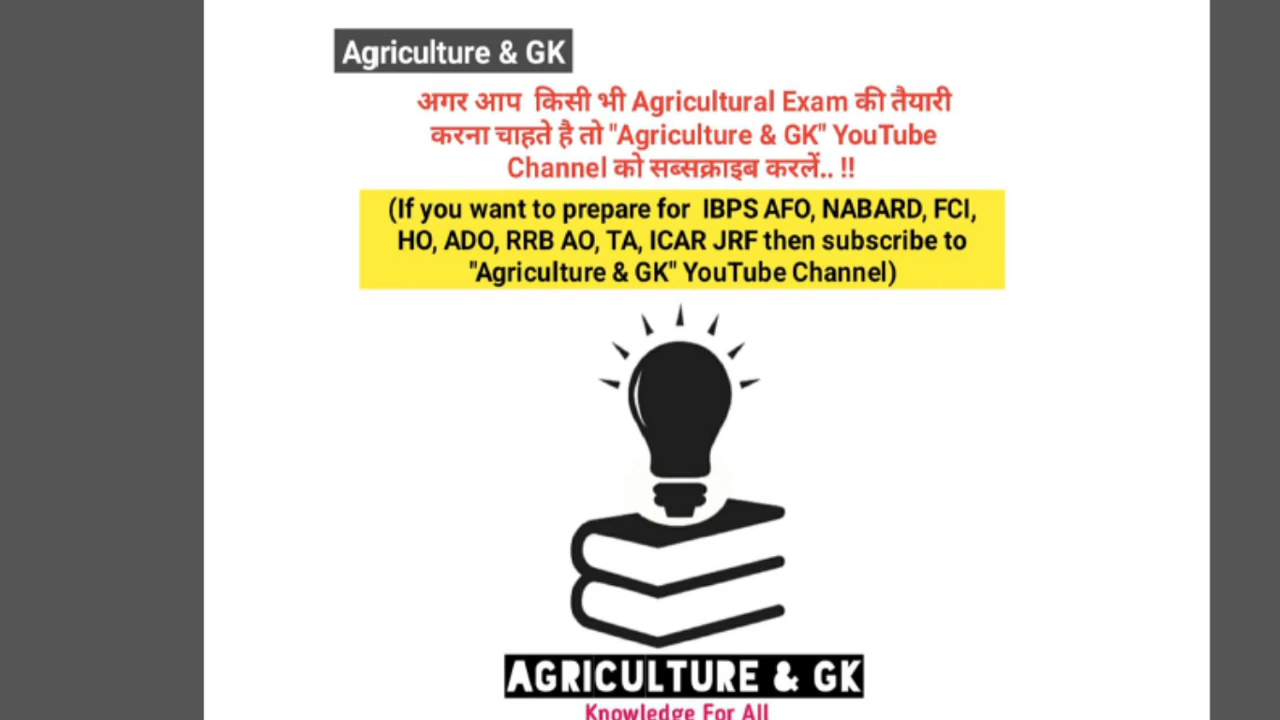 Agriculture & GK
अगर आप किसी भी Agricultural Exam की तैयारी
करना चाहते है तो "Agriculture & GK" YouTube
Channel को सब्सक्राइब करलें.. !!
(If you want to prepare for IBPS AFO, NABARD, FCI,
HO, ADO, RRB AO, TA, ICAR JRF then subscribe to
"Agriculture & GK" YouTube Channel)
AGRICULTURE & GK
Knowledge For All